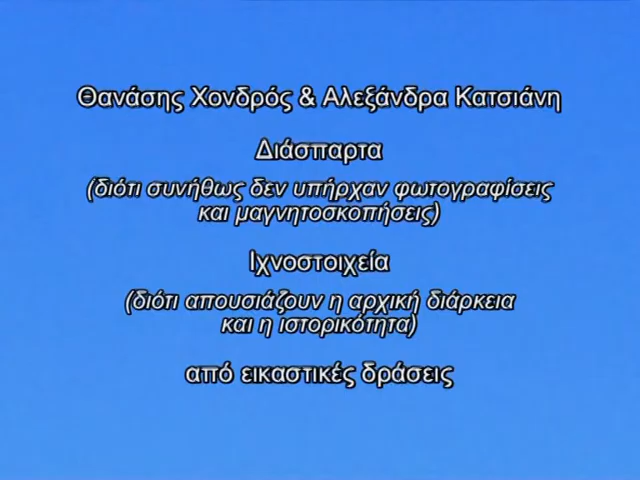 Θανάσης Χονδρός & Αλεξάνδρα Κατσιάνη
Διάσπαρτα
(διότι συνήθως δεν υπήρχαν φωτογραφίσεις
και μαγνητοσκοπήσεις)
Ιχνοστοιχεία
(διότι απουσιάζουν η αρχική διάρκεια
και η ιστορικότητα)
από εικαστικές δράσεις